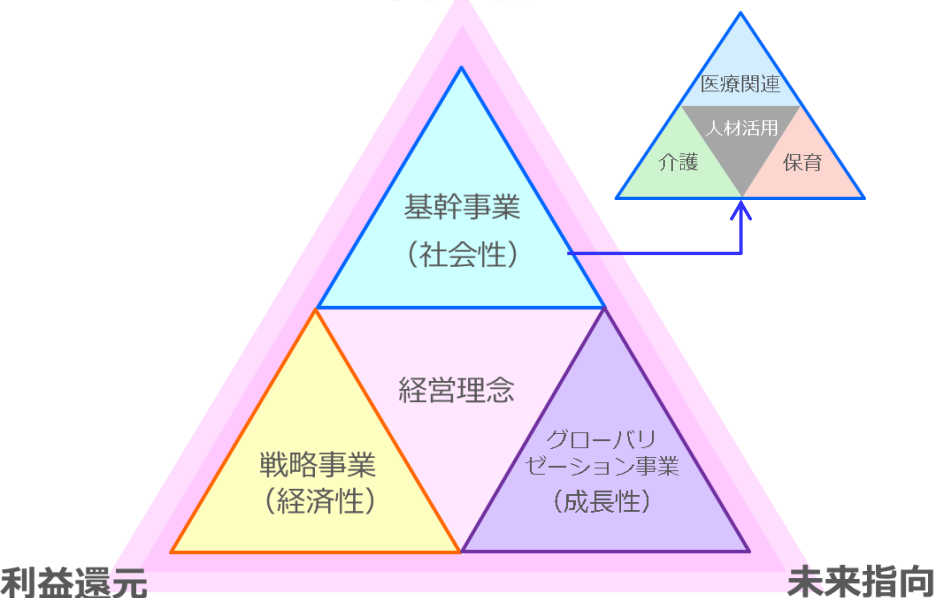 医療関連
人材活用
介護
保育
基幹事業
（社会性）
経営理念
戦略事業
（経済性）
グローバリ
ゼーション事業
（成長性）
利益還元
未来指向